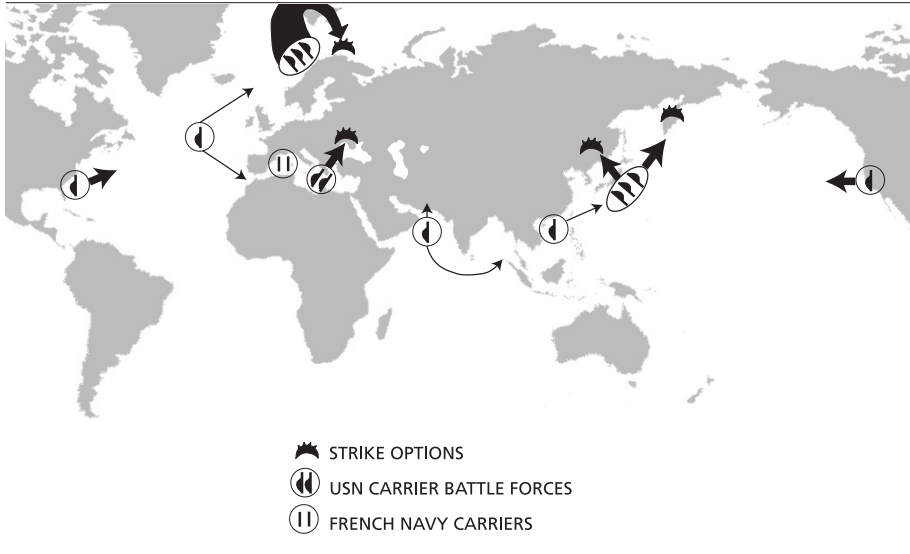 STRIKE OPTIONS
USN CARRIER BATTLE FORCES
FRENCH NAVY CARRIERS